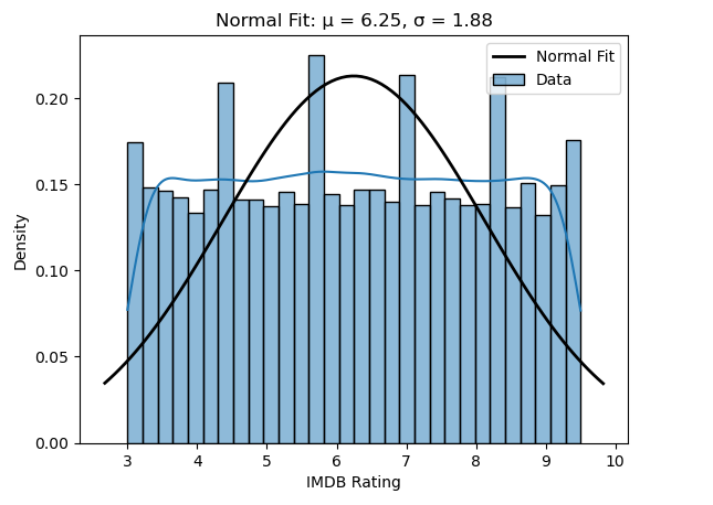 Normal Fit: μ = 6.25, σ = 1.88
Normal Fit
Data
0.20
0.15
0.10
0.05
0.00
Density
3 4 5 6 7 8 9 10
IMDB Rating